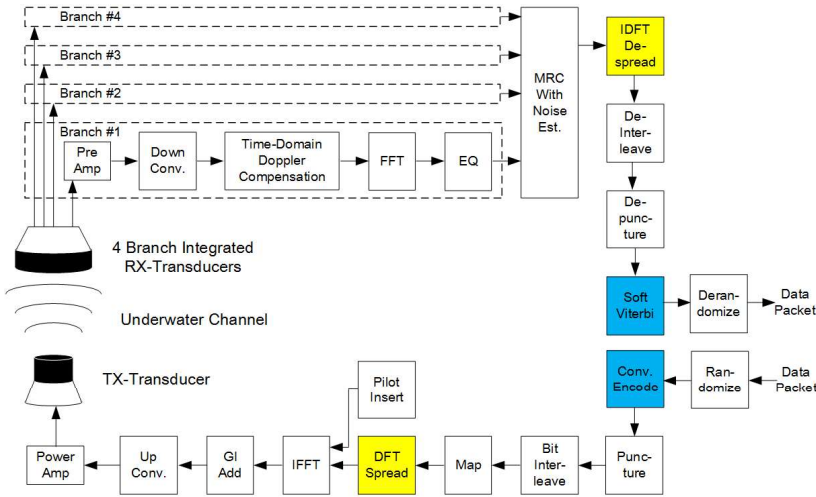 Branch #4
Branch #3
Branch #2
Branch #1
Pre
Amp
Down
Conv.
Time-Domain
Doppler
Compensation
FFT
EQ
MRC
With
Noise
Est.
IDFT
De-
spread
De-
Inter-
leave
De-
punc-
ture
Soft
Viterbi
Deran-
domize
Data
Packet
4 Branch Integrated
RX-Transducers
Underwater Channel
TX-Transducer
Data
Packet
Ran-
domize
Conv.
Encode
Punc-
ture
Bit
Inter-
leave
Map
DFT
Spread
Pilot
Insert
IFFT
GI
Add
Up
Conv.
Power
Amp